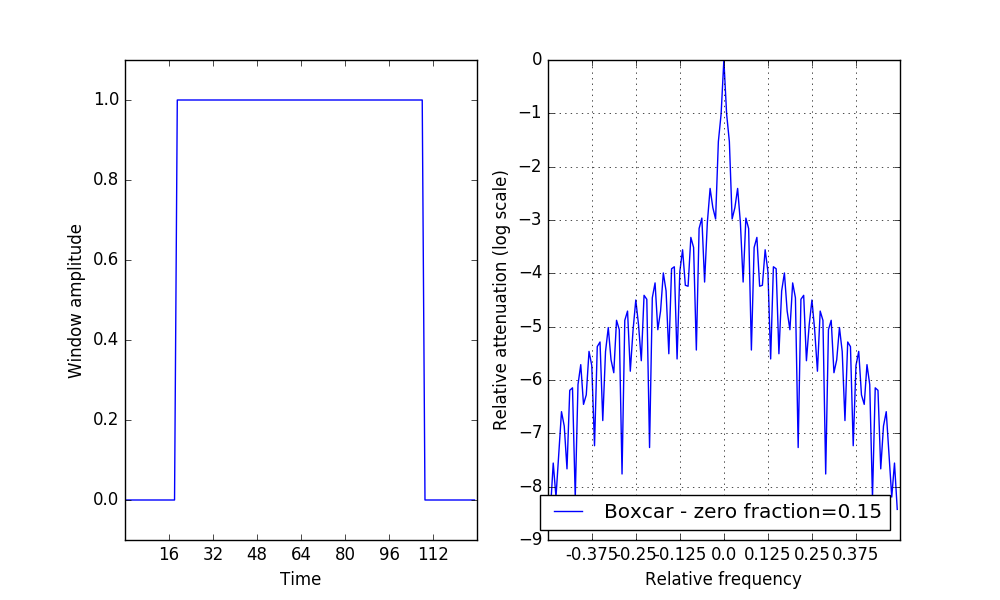 Window amplitude
1.0
0.8
0.6
0.4
0.2
0.0
16 32 48 64 80 96 112
Time
Relative attenuation (log scale)
0
−1
−2
−3
−4
−5
−6
−7
−8
−9
Boxcar - zero fraction=0.15
-0.375 -0.25 -0.125 0.0 0.125 0.25 0.375
Relative frequency